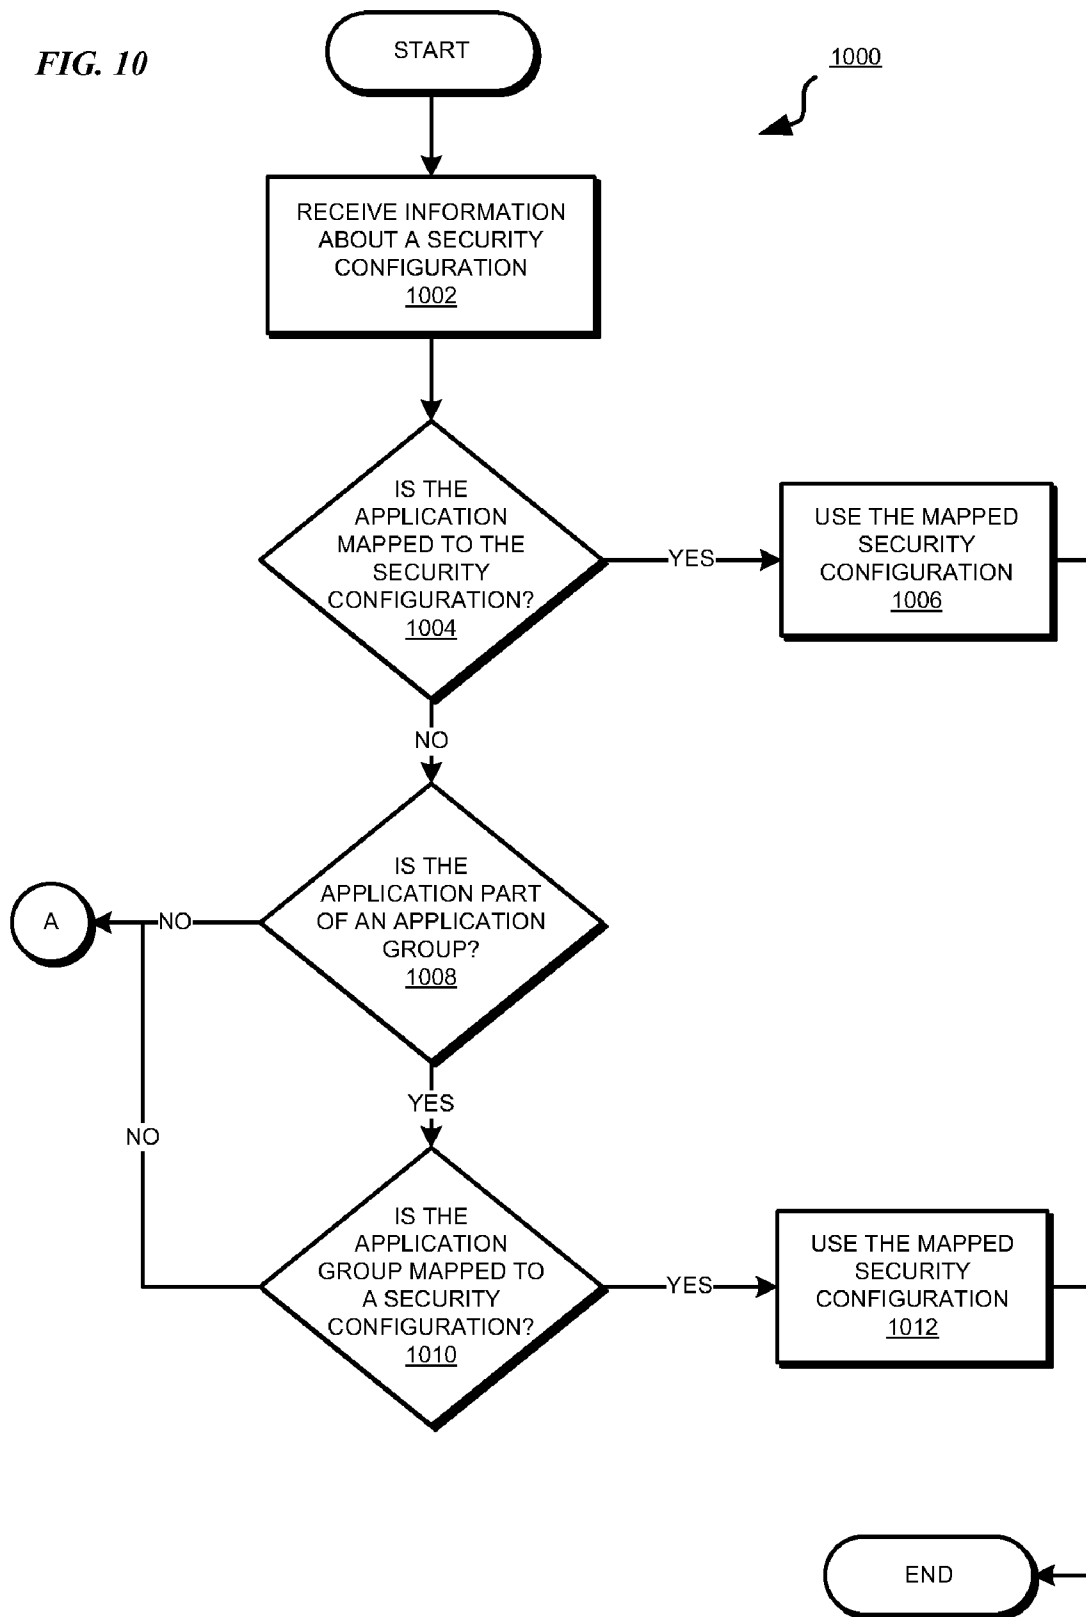 FIG. 10
START
1000
RECEIVE INFORMATION
ABOUT A SECURITY
CONFIGURATION
1002
IS THE
APPLICATION
MAPPED TO THE
SECURITY
CONFIGURATION?
1004
YES
USE THE MAPPED
SECURITY
CONFIGURATION
1006
NO
IS THE
APPLICATION PART
OF AN APPLICATION
GROUP?
1008
NO
A
YES
NO
IS THE
APPLICATION
GROUP MAPPED TO
A SECURITY
CONFIGURATION?
1010
YES
USE THE MAPPED
SECURITY
CONFIGURATION
1012
END